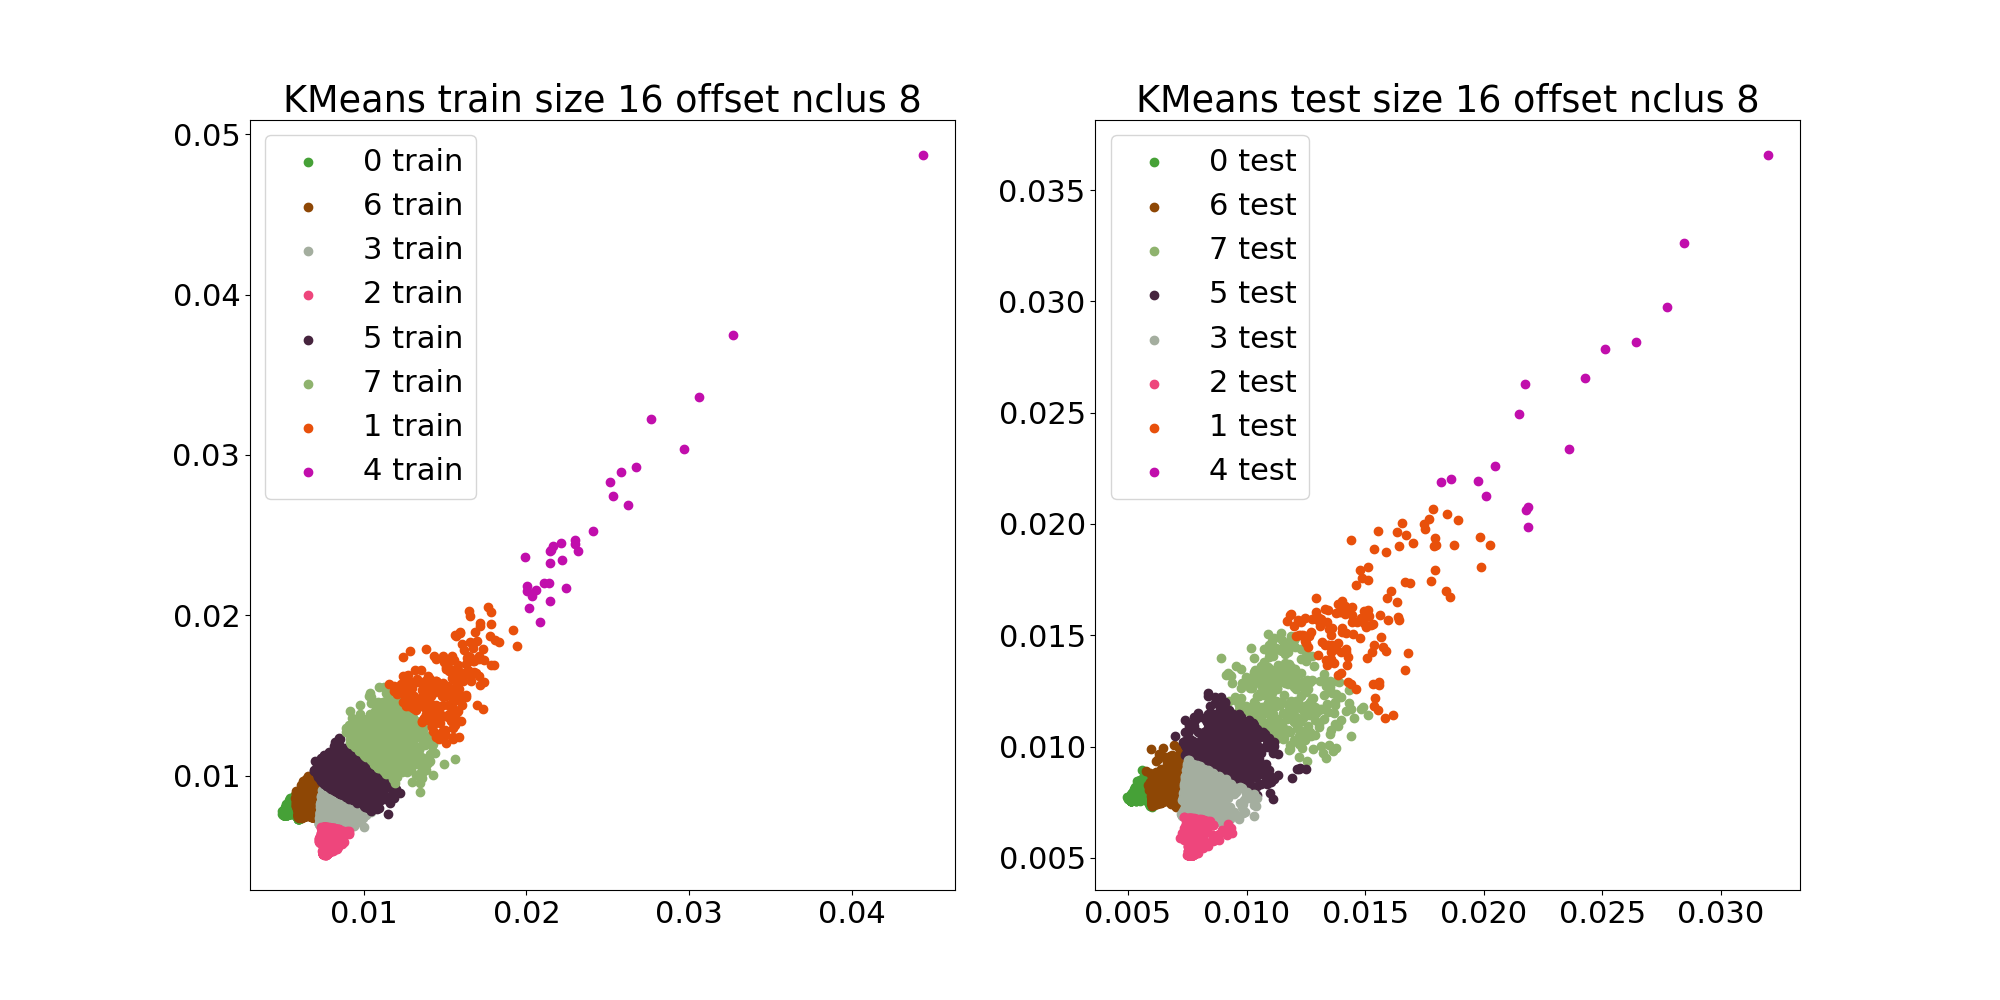 KMeans train size 16 offset nclus 8
0.05
0.04
0.03
0.02
0.01
0 train
6 train
3 train
2 train
5 train
7 train
1 train
4 train
0.01 0.02 0.03 0.04
KMeans test size 16 offset nclus 8
0.035
0.030
0.025
0.020
0.015
0.010
0.005
0 test
6 test
7 test
5 test
3 test
2 test
1 test
4 test
0.005 0.010 0.015 0.020 0.025 0.030